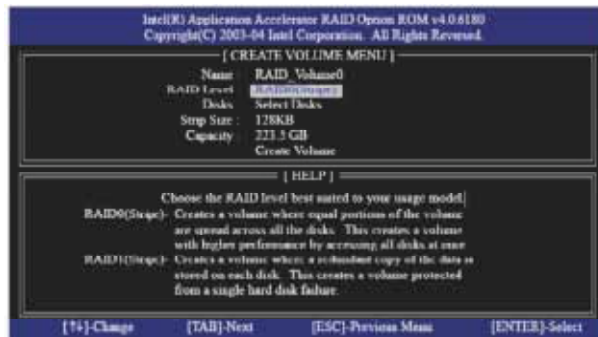 Intel(R) Application Accelerator RAID Option ROM v4.0.6180
Copyright(C) 2003-04 Intel Corporation. All Rights Reserved.
[ CREATE VOLUME MENU ]
Name RAID_Volume0
RAID Level RAID0(Stripe)
Disks Select Disks
Strip Size : 128KB
Capacity 223.5 GB
Create Volume
[ HELP ]
Choose the RAID level best suited to your usage model.
RAID0(Stripe)- Creates a volume where equal portions of the volume
are spread across all the disks. This creates a volume
with higher performance by accessing all disks at once
RAID1(Stripe)- Creates a volume where a redundant copy of the data is
stored on each disk. This creates a volume protected
from a single hard disk failure.
[↑↓]-Change [TAB]-Next [ESC]-Previous Menu [ENTER]-Select